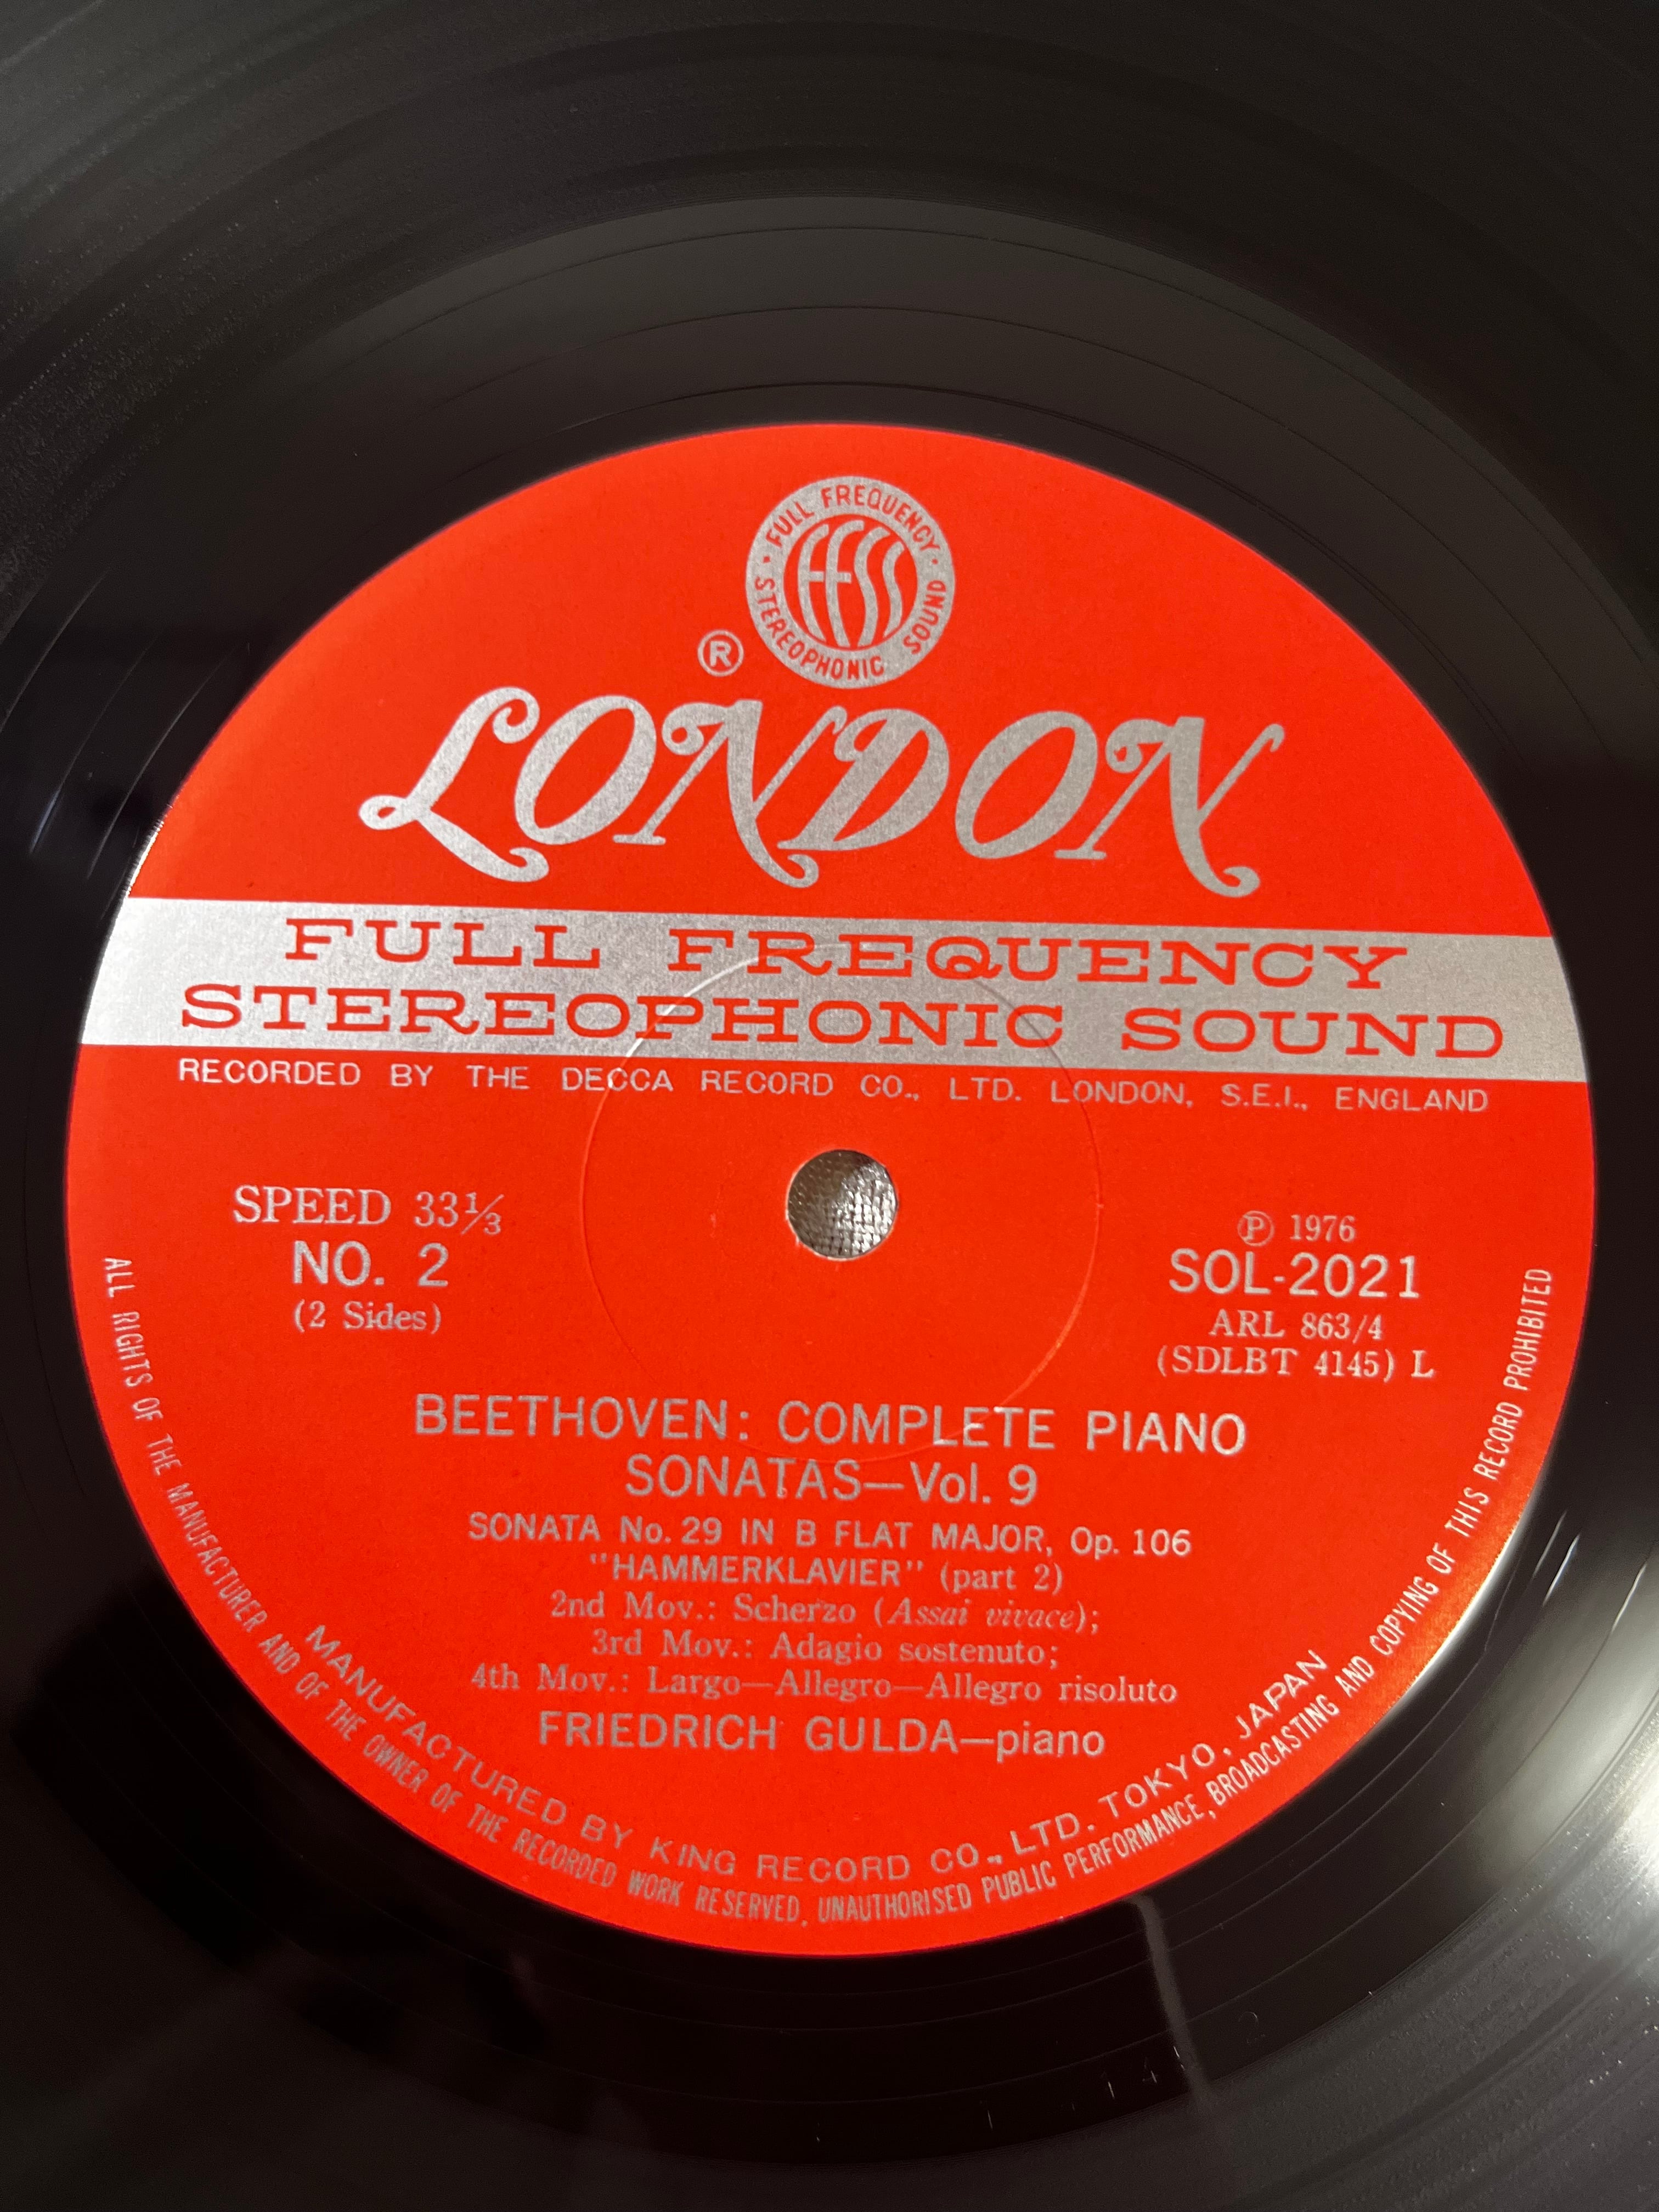 FULL FREQUENCY
STEREOPHONIC SOUND
FFSS
®
LONDON
FULL FREQUENCY
STEREOPHONIC SOUND
RECORDED BY THE DECCA RECORD CO., LTD. LONDON, S.E.I., ENGLAND
SPEED 33⅓
NO. 2
(2 Sides)
Ⓟ 1976
SOL-2021
ARL 863/4
(SDLBT 4145) L
BEETHOVEN: COMPLETE PIANO
SONATAS—Vol. 9
SONATA No. 29 IN B FLAT MAJOR, Op. 106
"HAMMERKLAVIER" (part 2)
2nd Mov.: Scherzo (Assai vivace);
3rd Mov.: Adagio sostenuto;
4th Mov.: Largo—Allegro—Allegro risoluto
FRIEDRICH GULDA—piano
MANUFACTURED BY KING RECORD CO., LTD. TOKYO, JAPAN
ALL RIGHTS OF THE MANUFACTURER AND OF THE OWNER OF THE RECORDED WORK RESERVED. UNAUTHORISED PUBLIC PERFORMANCE, BROADCASTING AND COPYING OF THIS RECORD PROHIBITED